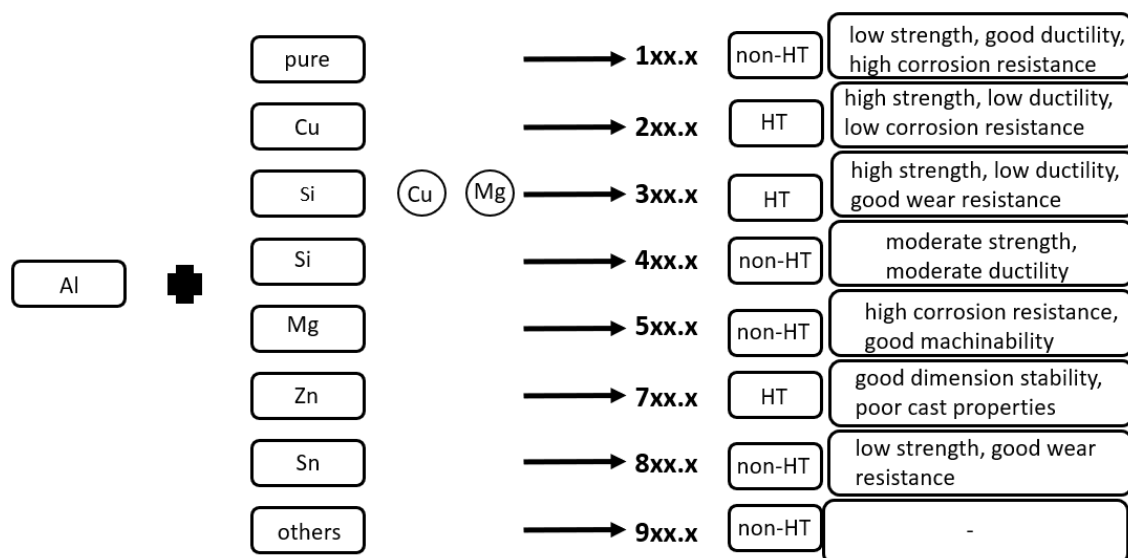 pure
1xx.x
non-HT
low strength, good ductility,
high corrosion resistance
Cu
2xx.x
HT
high strength, low ductility,
low corrosion resistance
Si
Cu
Mg
3xx.x
HT
high strength, low ductility,
good wear resistance
Al
Si
4xx.x
non-HT
moderate strength,
moderate ductility
Mg
5xx.x
non-HT
high corrosion resistance,
good machinability
Zn
7xx.x
HT
good dimension stability,
poor cast properties
Sn
8xx.x
non-HT
low strength, good wear
resistance
others
9xx.x
non-HT
-